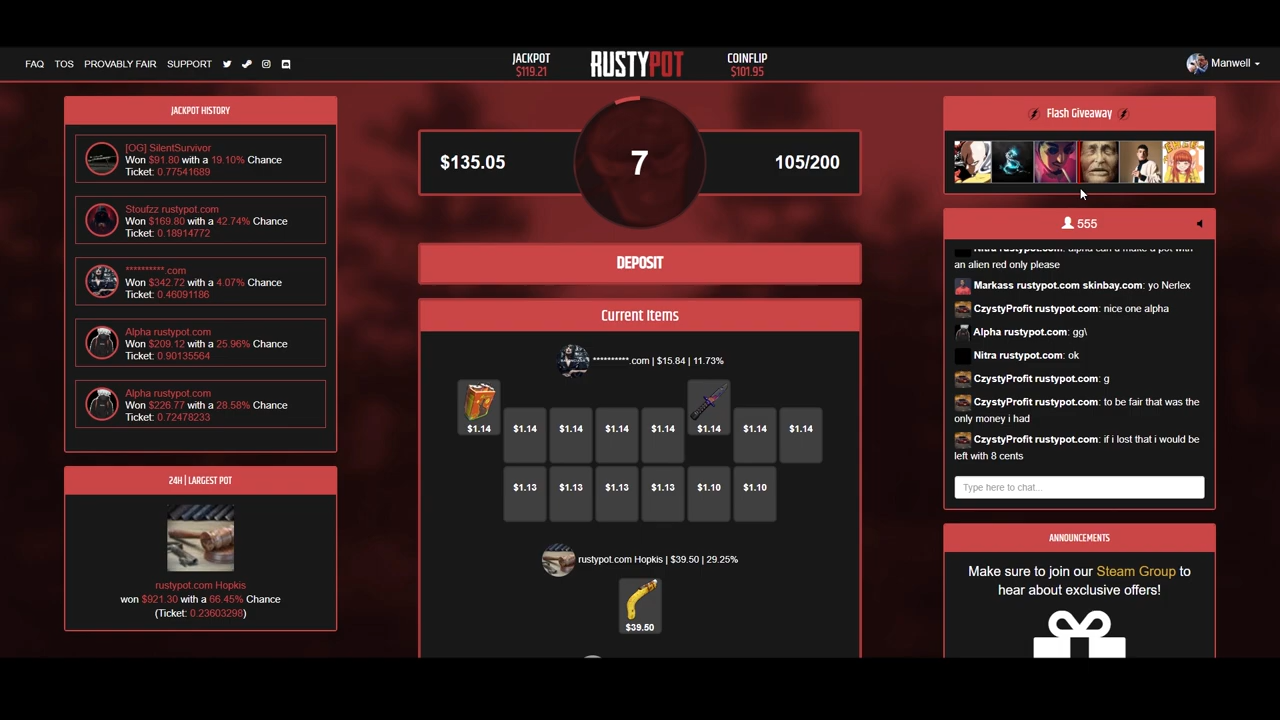 FAQ TOS PROVABLY FAIR SUPPORT
JACKPOT
$119.21
RUSTYPOT
COINFLIP
$101.95
Manwell
JACKPOT HISTORY
[OG] SilentSurvivor
Won $91.80 with a 19.10% Chance
Ticket: 0.77541689
Stoufzz rustypot.com
Won $169.80 with a 42.74% Chance
Ticket: 0.18914772
**********.com
Won $342.72 with a 4.07% Chance
Ticket: 0.46091186
Alpha rustypot.com
Won $209.12 with a 25.96% Chance
Ticket: 0.90135564
Alpha rustypot.com
Won $226.77 with a 28.58% Chance
Ticket: 0.72478233
24H | LARGEST POT
rustypot.com Hopkis
won $921.30 with a 66.45% Chance
(Ticket: 0.23603298)
$135.05
7
105/200
DEPOSIT
Current Items
**********.com | $15.84 | 11.73%
$1.14 $1.14 $1.14 $1.14 $1.14 $1.14 $1.14 $1.14
$1.13 $1.13 $1.13 $1.13 $1.10 $1.10
rustypot.com Hopkis | $39.50 | 29.25%
$39.50
Flash Giveaway
555
Nitra rustypot.com: alpha can u make a pot with
an alien red only please
Markass rustypot.com skinbay.com: yo Nerlex
CzystyProfit rustypot.com: nice one alpha
Alpha rustypot.com: gg\
Nitra rustypot.com: ok
CzystyProfit rustypot.com: g
CzystyProfit rustypot.com: to be fair that was the
only money i had
CzystyProfit rustypot.com: if i lost that i would be
left with 8 cents
Type here to chat...
ANNOUNCEMENTS
Make sure to join our Steam Group to
hear about exclusive offers!